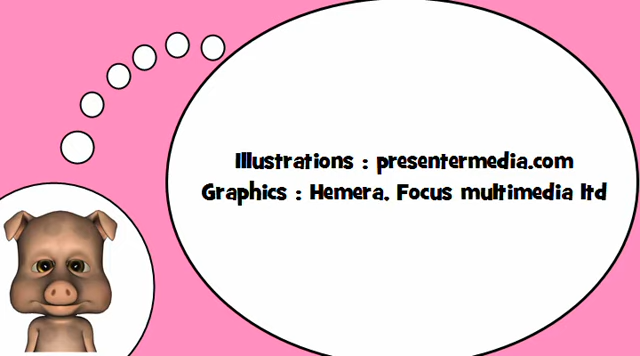 Illustrations : presentermedia.com
Graphics : Hemera. Focus multimedia ltd